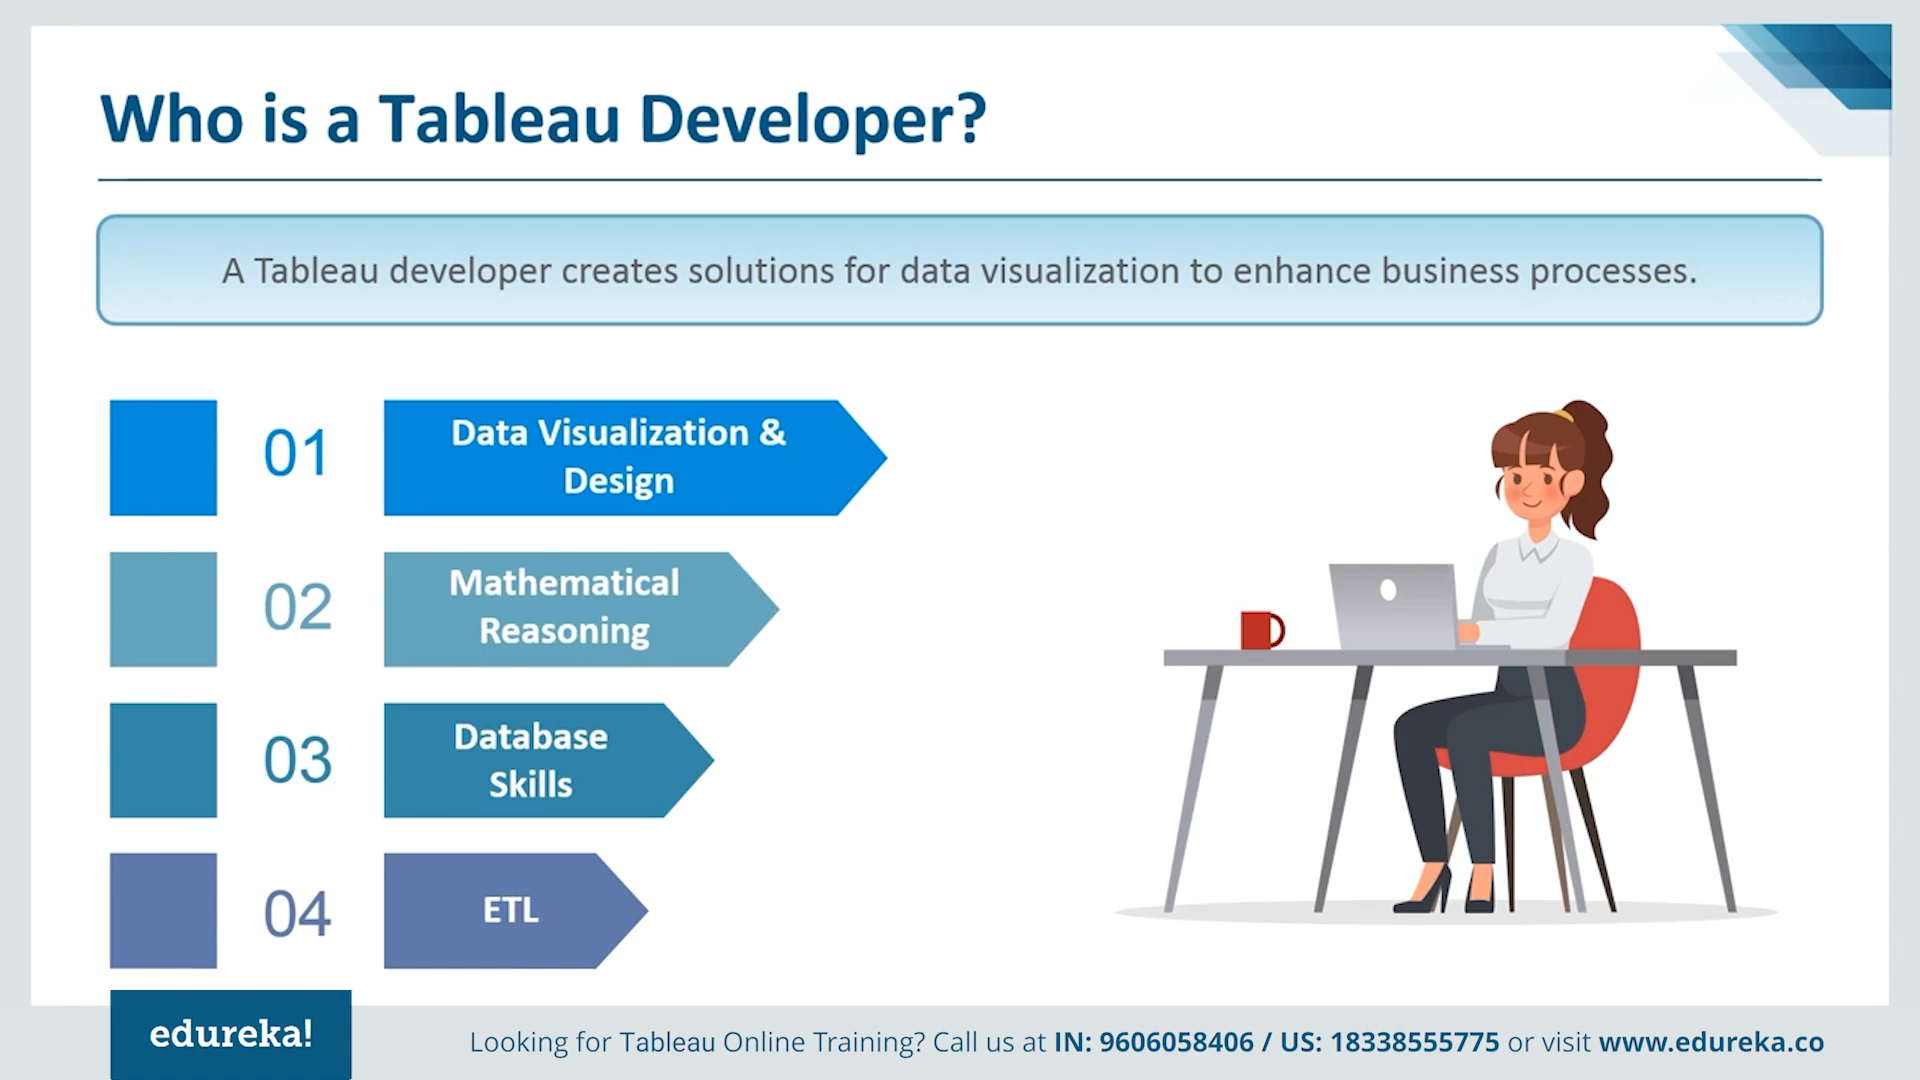 Who is a Tableau Developer?
A Tableau developer creates solutions for data visualization to enhance business processes.
01
Data Visualization &
Design
02
Mathematical
Reasoning
03
Database
Skills
04
ETL
edureka!
Looking for Tableau Online Training? Call us at IN: 9606058406 / US: 18338555775 or visit www.edureka.co